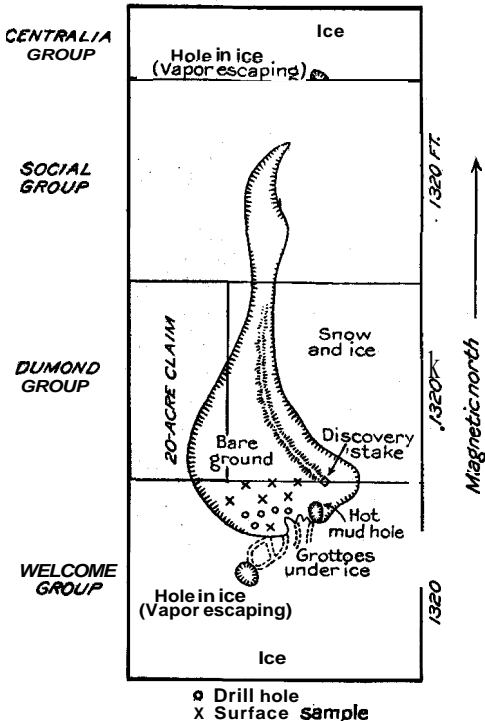 CENTRALIA
GROUP
Ice
Hole in ice
(Vapor escaping)
SOCIAL
GROUP
1320 FT.
DUMOND
GROUP
20-ACRE CLAIM
Snow
and ice
1320
Miagnetic north
Bare
ground
Discovery
stake
Hot
mud hole
Grottoes
under ice
WELCOME
GROUP
Hole in ice
(Vapor escaping)
1320
Ice
o Drill hole
x Surface sample